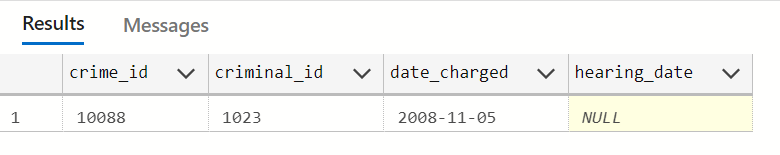 Results Messages
crime_id criminal_id date_charged hearing_date
1 10088 1023 2008-11-05 NULL